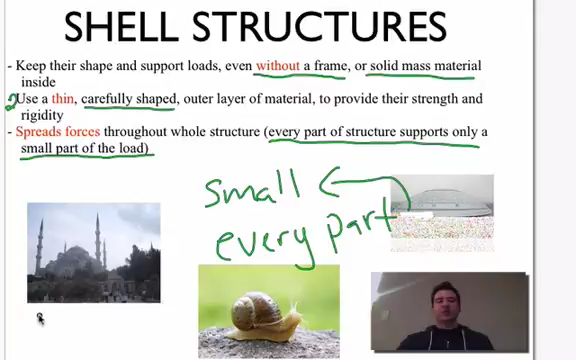 SHELL STRUCTURES
- Keep their shape and support loads, even without a frame, or solid mass material
inside
2 Use a thin, carefully shaped, outer layer of material, to provide their strength and
rigidity
- Spreads forces throughout whole structure (every part of structure supports only a
small part of the load)
small
every part